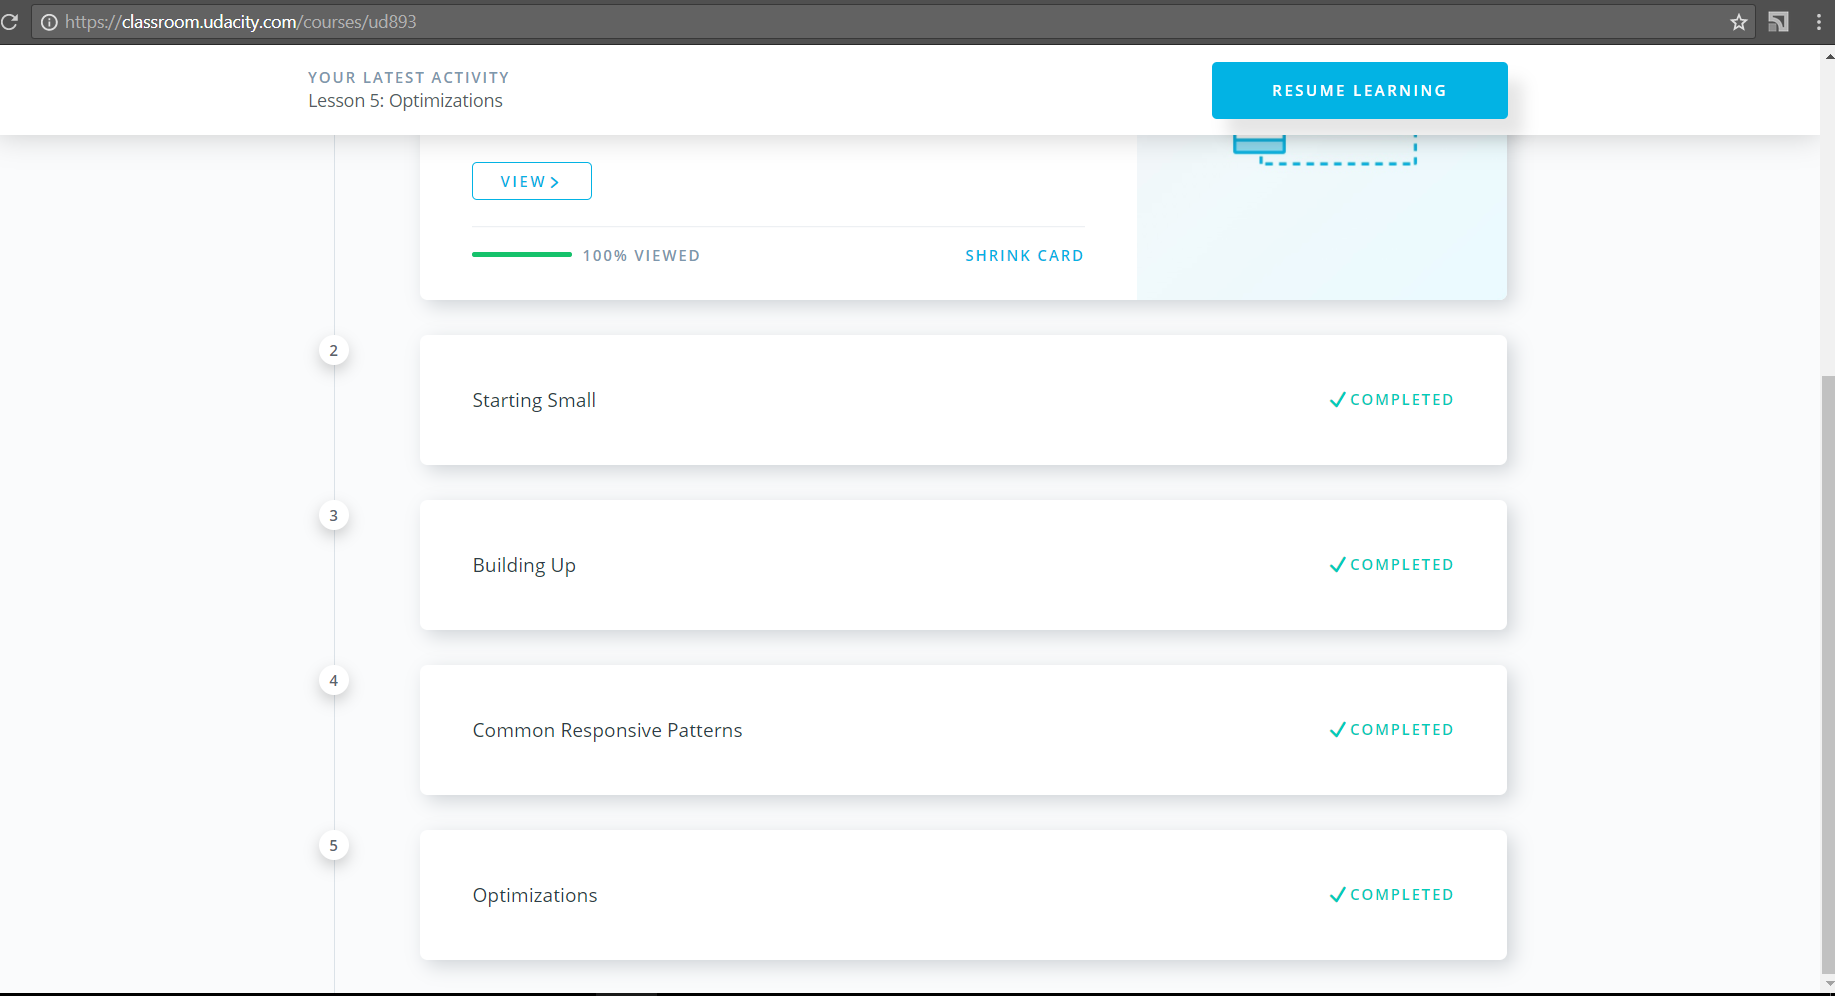 https://classroom.udacity.com/courses/ud893
YOUR LATEST ACTIVITY
Lesson 5: Optimizations
RESUME LEARNING
VIEW >
100% VIEWED
SHRINK CARD
2
Starting Small
COMPLETED
3
Building Up
COMPLETED
4
Common Responsive Patterns
COMPLETED
5
Optimizations
COMPLETED